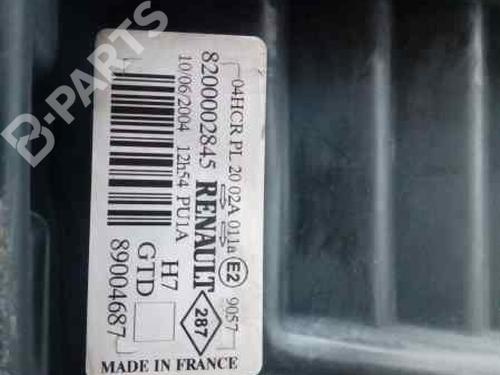 B-PARTS
04HCR PL 20 02A 011a E2 9057
8200002845 RENAULT 287
10/06/2004 12h54 PU1A
H7
GTD
89004687
MADE IN FRANCE